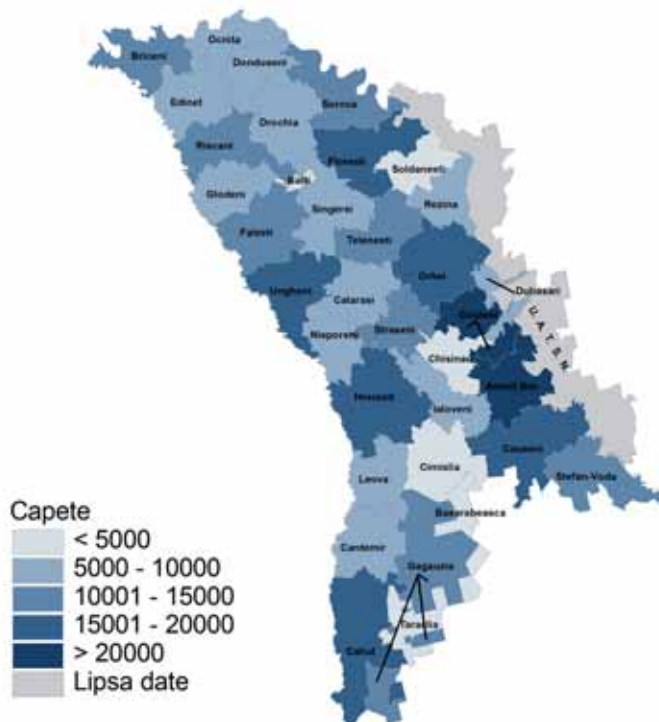 Ocnita
Briceni
Donduseni
Edinet
Soroca
Drochia
Riscani
Floresti
Soldanesti
Balti
Glodeni
Rezina
Singerei
Falesti
Telenesti
Orhei
Ungheni
Dubasari
Calarasi
Criuleni
U. A. T. S. N.
Straseni
Nisporeni
Chisinau
Anenii Noi
Hincesti
Ialoveni
Causeni
Cimislia
Stefan-Voda
Leova
Basarabeasca
Cantemir
Gagauzia
Taraclia
Cahul
Capete
< 5000
5000 - 10000
10001 - 15000
15001 - 20000
> 20000
Lipsa date